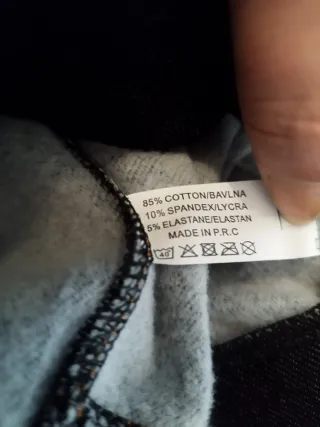 85% COTTON/BAVLNA
10% SPANDEX/LYCRA
5% ELASTANE/ELASTAN
MADE IN P.R.C
40